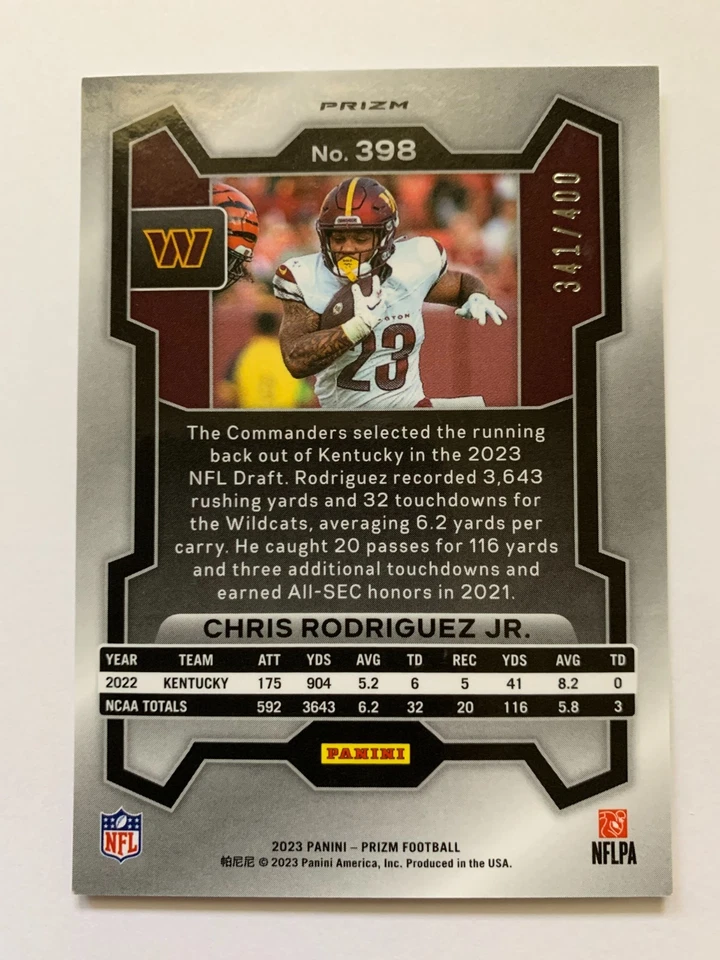 PRIZM
No. 398
341/400
W
W
TON
23
The Commanders selected the running
back out of Kentucky in the 2023
NFL Draft. Rodriguez recorded 3,643
rushing yards and 32 touchdowns for
the Wildcats, averaging 6.2 yards per
carry. He caught 20 passes for 116 yards
and three additional touchdowns and
earned All-SEC honors in 2021.
CHRIS RODRIGUEZ JR.
YEAR TEAM ATT YDS AVG TD REC YDS AVG TD
2022 KENTUCKY 175 904 5.2 6 5 41 8.2 0
NCAA TOTALS 592 3643 6.2 32 20 116 5.8 3
PANINI
NFL
2023 PANINI – PRIZM FOOTBALL
帕尼尼 © 2023 Panini America, Inc. Produced in the USA.
NFLPA